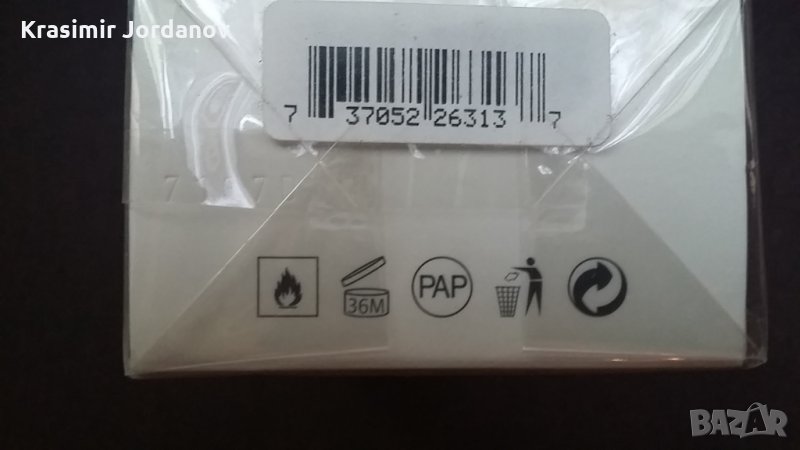 Krasimir Jordanov
7 37052 26313 7
36M PAP
BAZAR